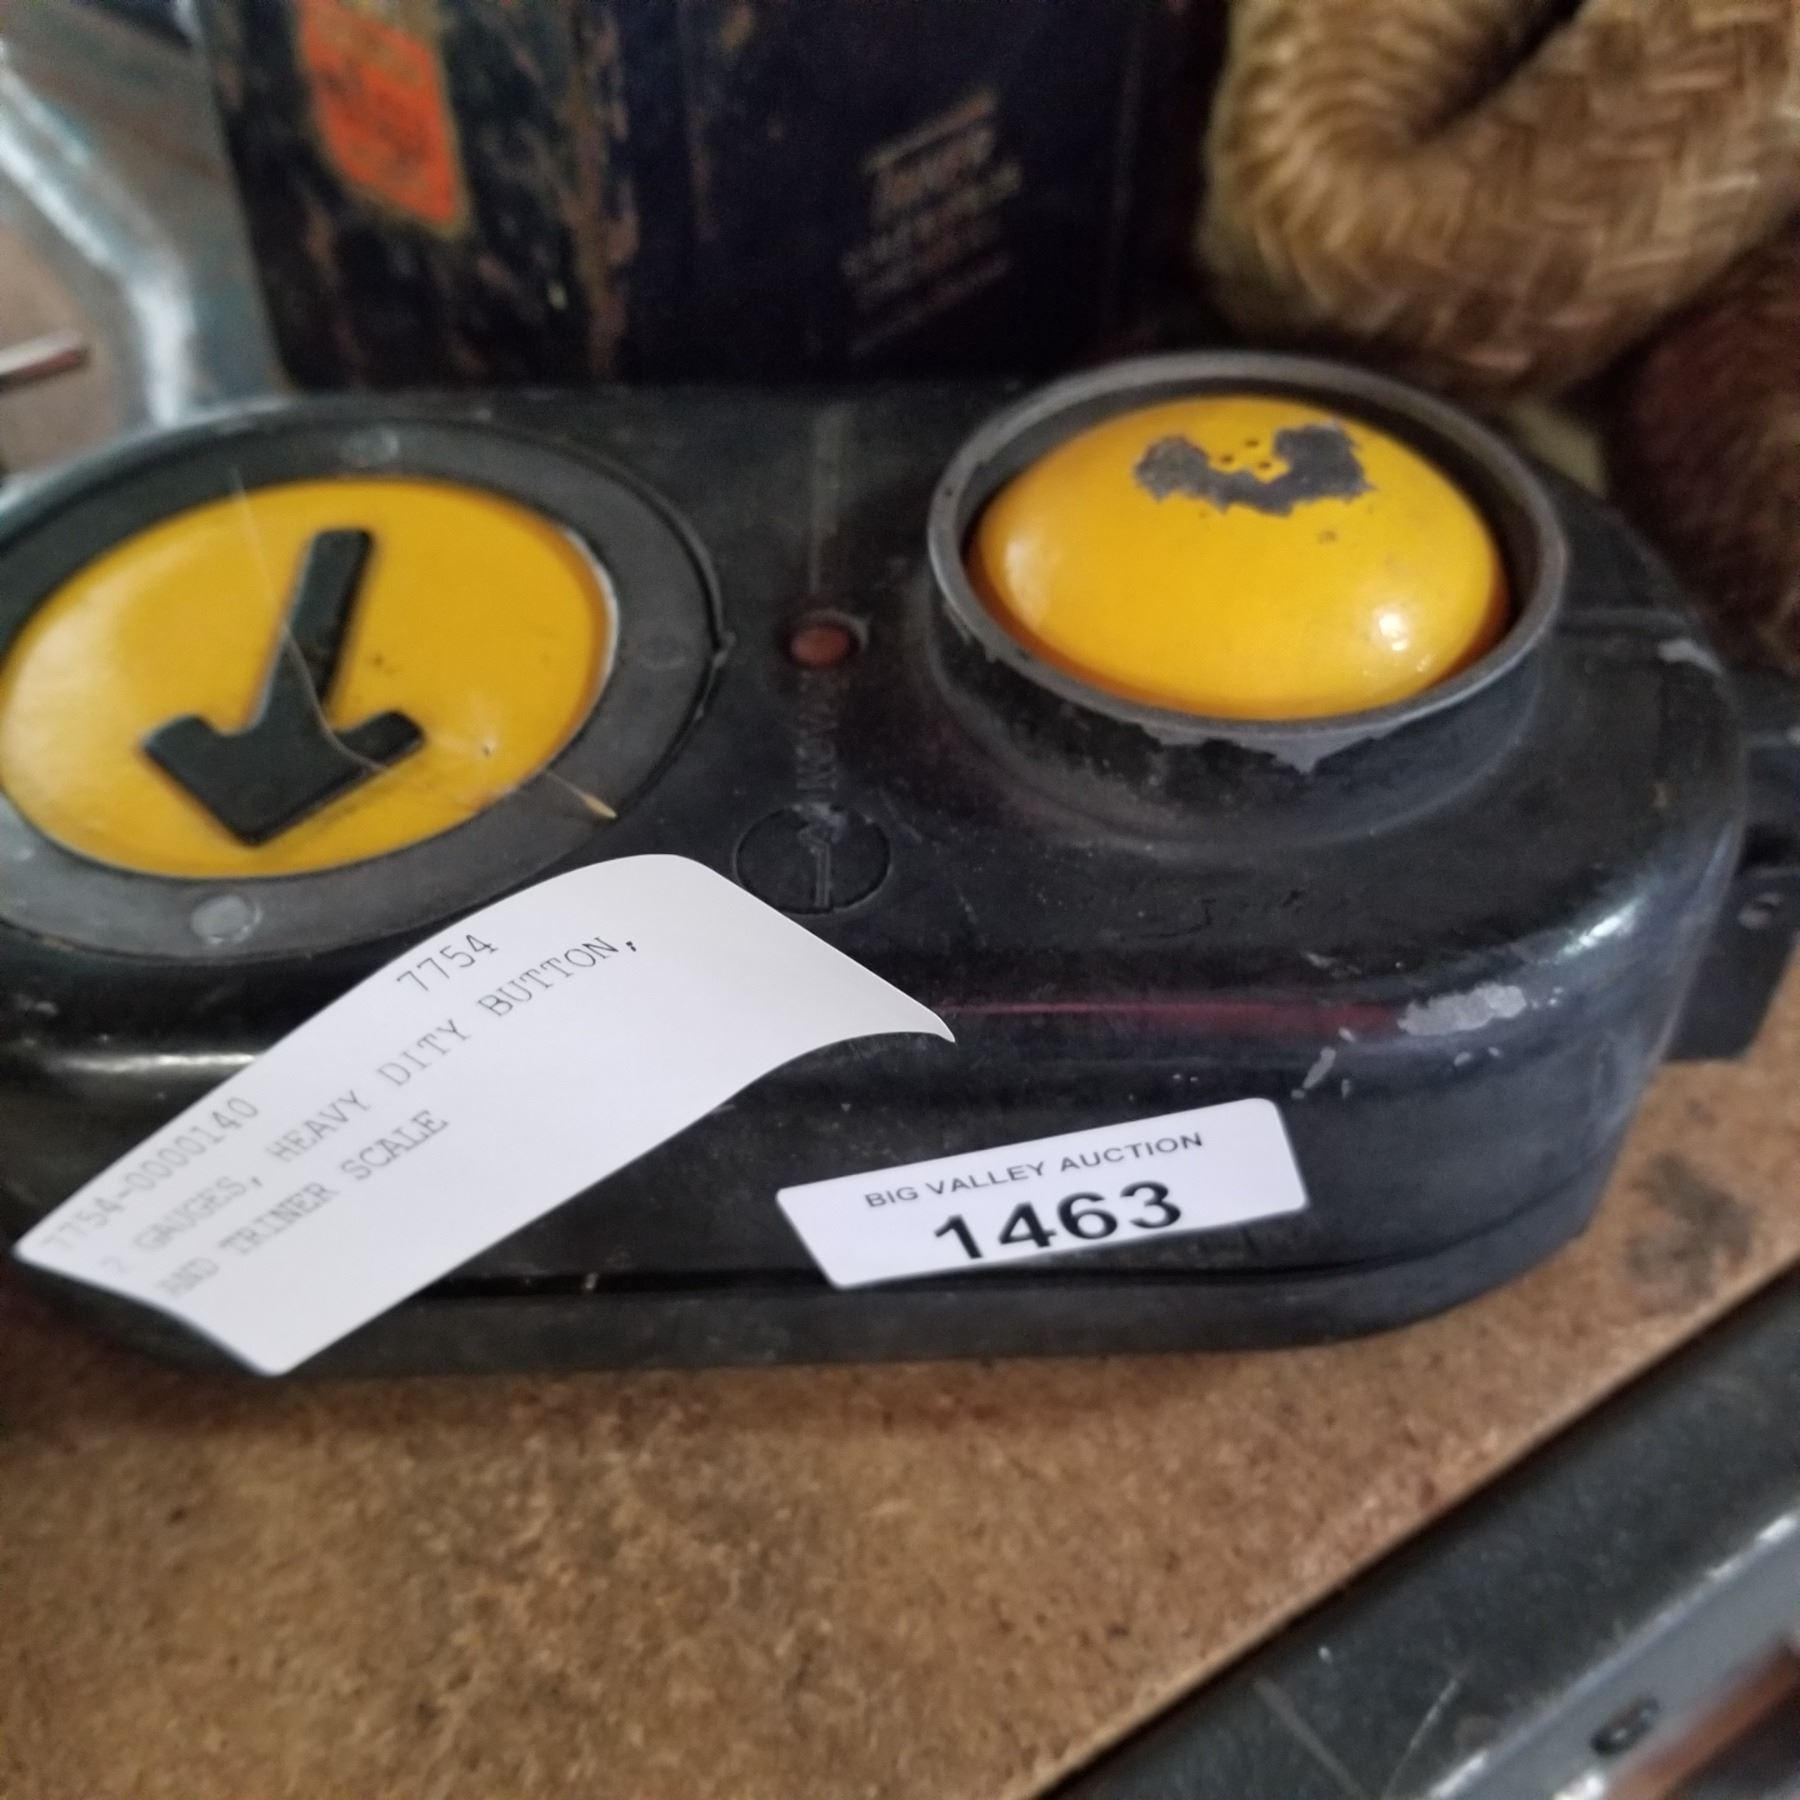 7754
7754-0000140
2 GAUGES, HEAVY DITY BUTTON,
AND TRINER SCALE
BIG VALLEY AUCTION
1463